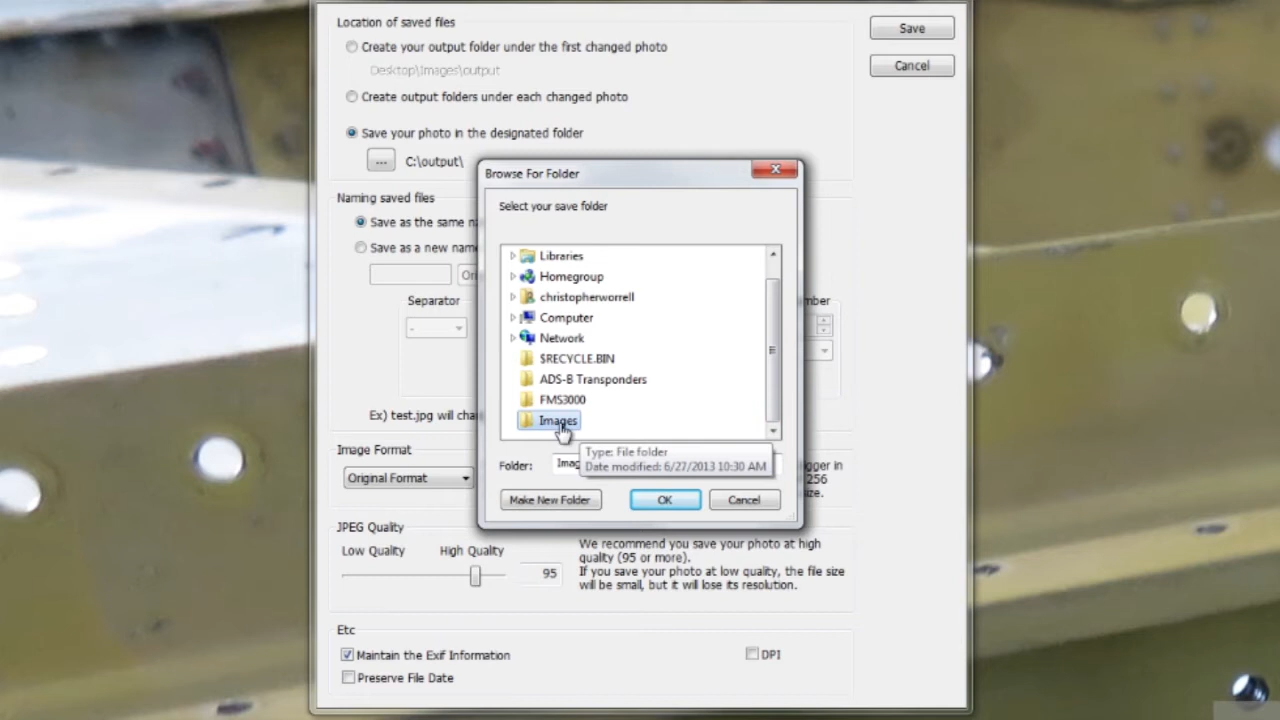 Location of saved files
Save
Create your output folder under the first changed photo
Cancel
Desktop\Images\output
Create output folders under each changed photo
Save your photo in the designated folder
... C:\output\
Browse For Folder
Select your save folder
Naming saved files
Save as the same
Save as a new name
Libraries
Homegroup
christopherworrell
Computer
Network
$RECYCLE.BIN
ADS-B Transponders
FMS3000
Images
Separator
-
Ex) test.jpg will
Type: File folder
Date modified: 6/27/2013 10:30 AM
Folder:
Image Format
Original Format
256
Make New Folder
OK
Cancel
JPEG Quality
Low Quality High Quality
95
We recommend you save your photo at high
quality (95 or more).
If you save your photo at low quality, the file size
will be small, but it will lose its resolution.
Etc
Maintain the Exif Information
DPI
Preserve File Date